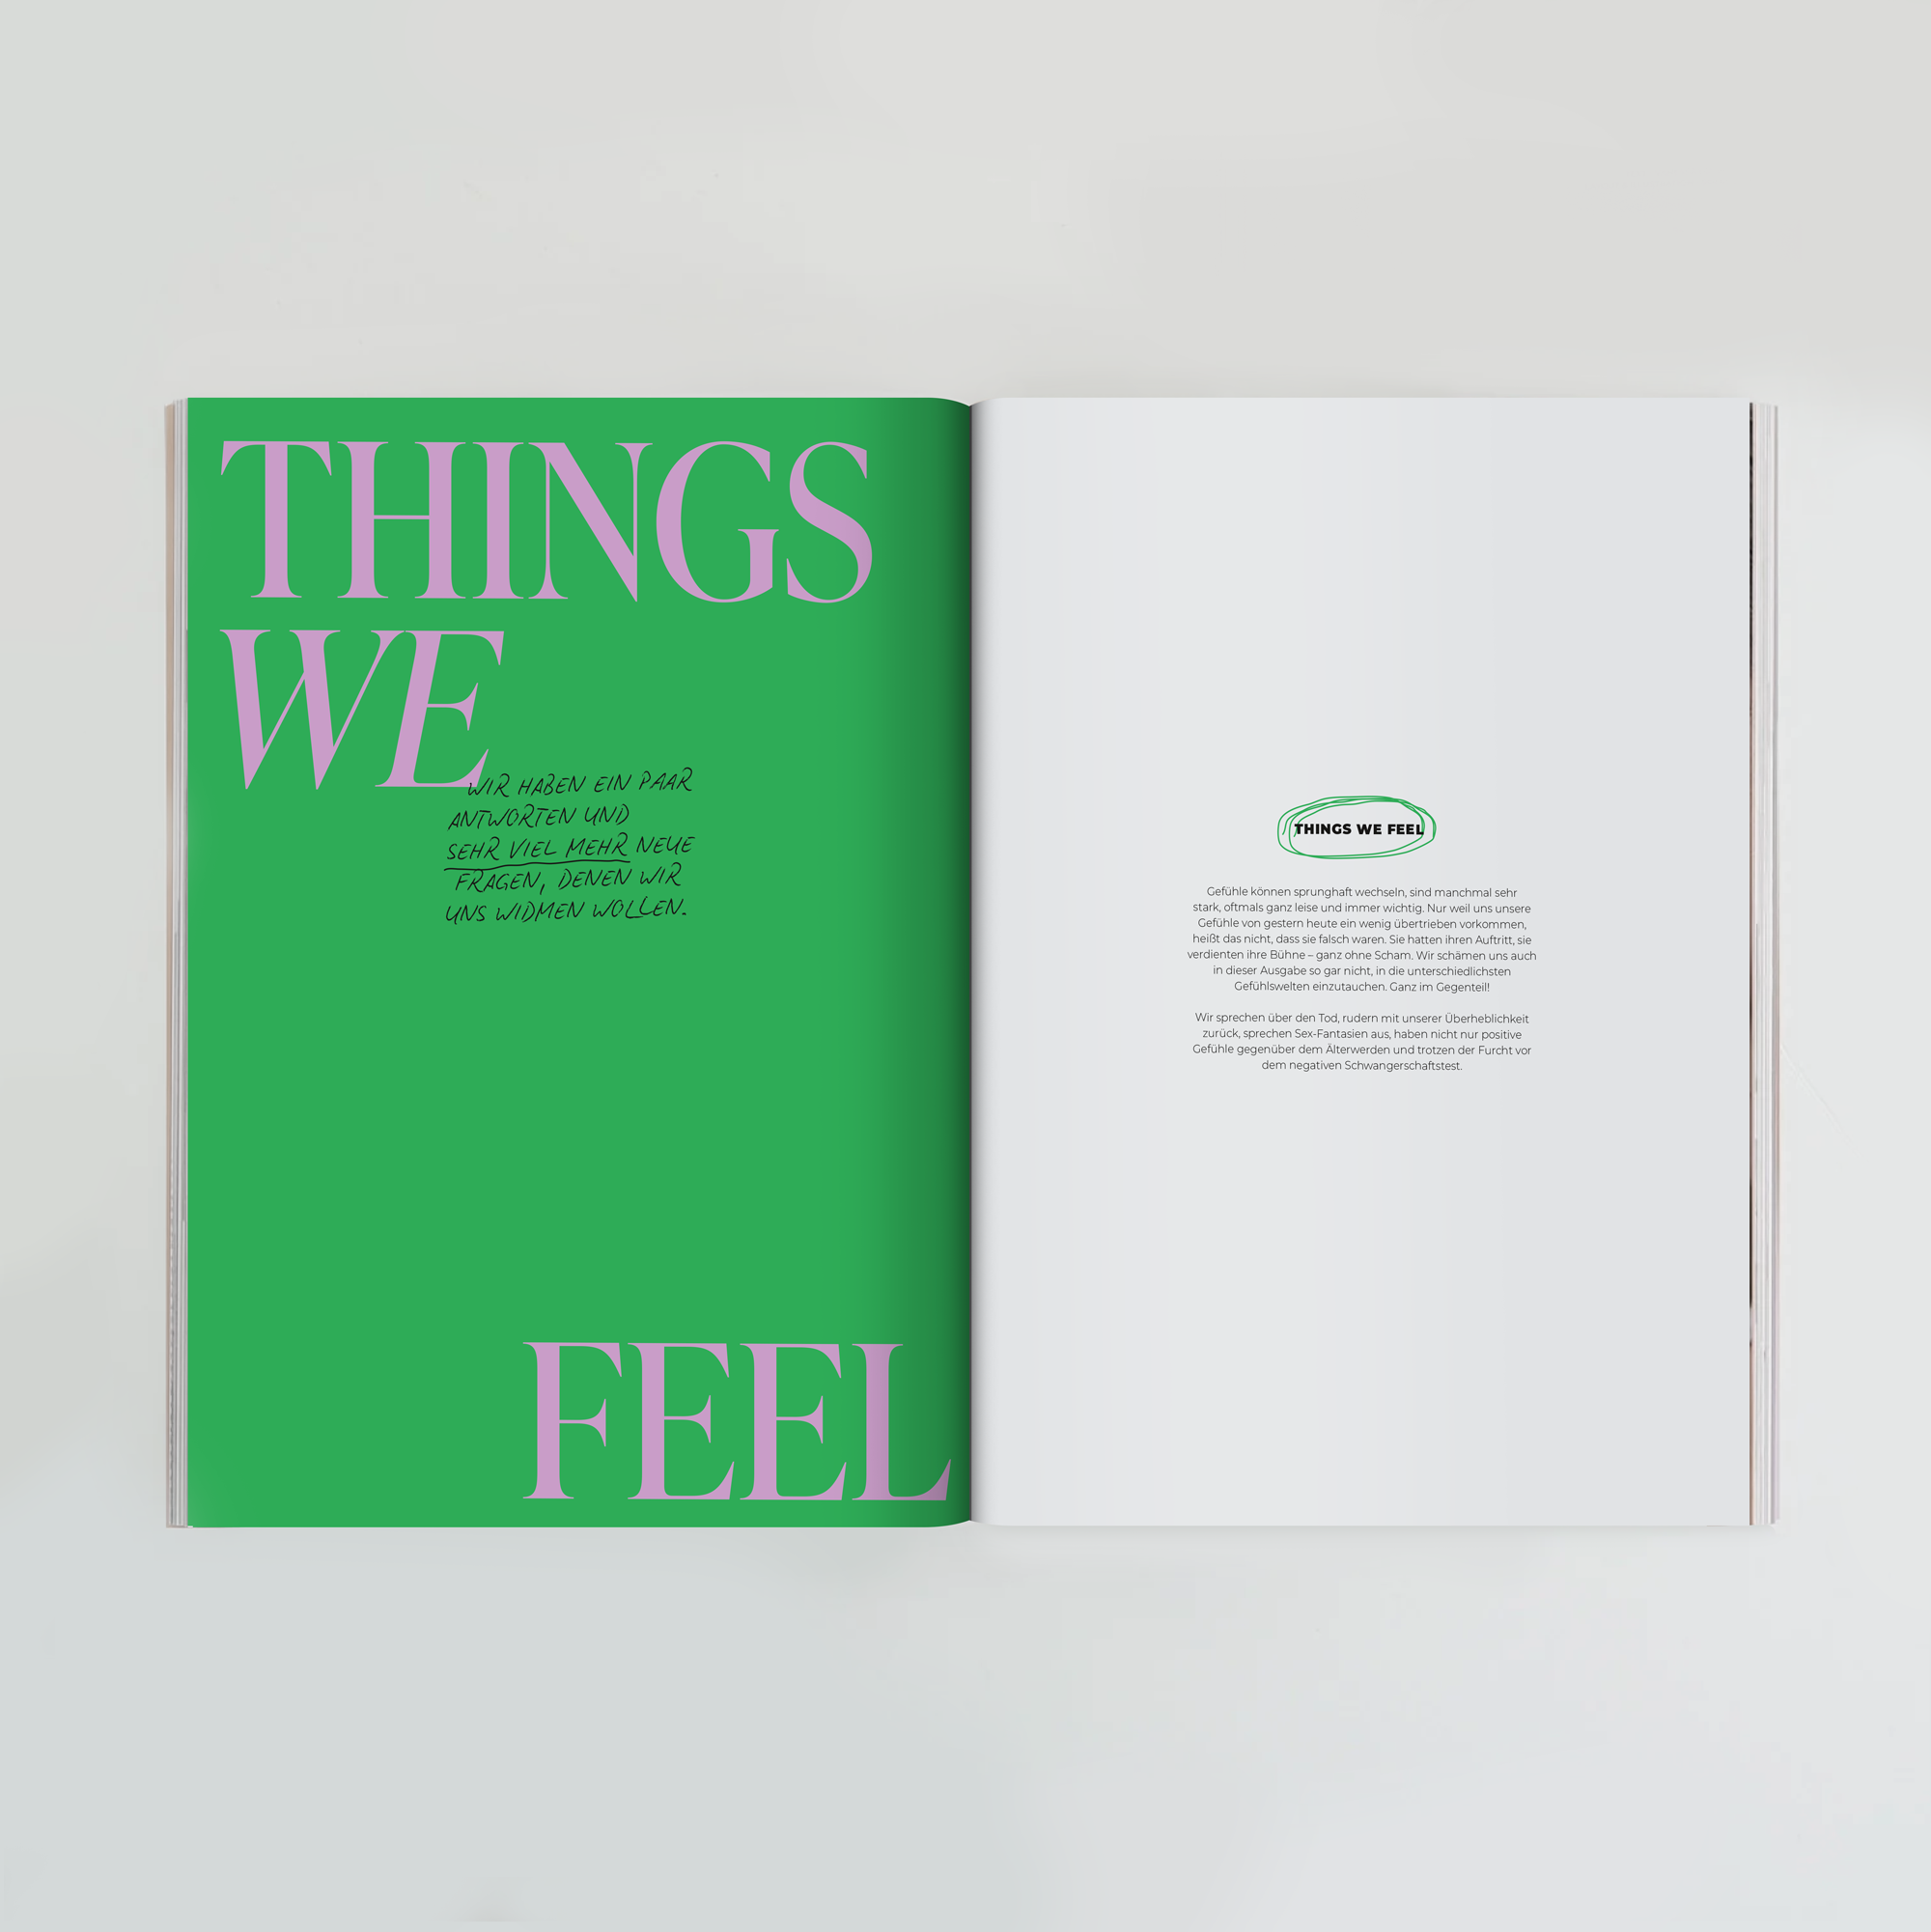 THINGS
WE
WIR HABEN EIN PAAR
ANTWORTEN UND
SEHR VIEL MEHR NEUE
FRAGEN, DENEN WIR
UNS WIDMEN WOLLEN.
FEEL
THINGS WE FEEL
Gefühle können sprunghaft wechseln, sind manchmal sehr
stark, oftmals ganz leise und immer wichtig. Nur weil uns unsere
Gefühle von gestern heute ein wenig übertrieben vorkommen,
heißt das nicht, dass sie falsch waren. Sie hatten ihren Auftritt, sie
verdienten ihre Bühne – ganz ohne Scham. Wir schämen uns auch
in dieser Ausgabe so gar nicht, in die unterschiedlichsten
Gefühlswelten einzutauchen. Ganz im Gegenteil!
Wir sprechen über den Tod, rudern mit unserer Überheblichkeit
zurück, sprechen Sex-Fantasien aus, haben nicht nur positive
Gefühle gegenüber dem Älterwerden und trotzen der Furcht vor
dem negativen Schwangerschaftstest.